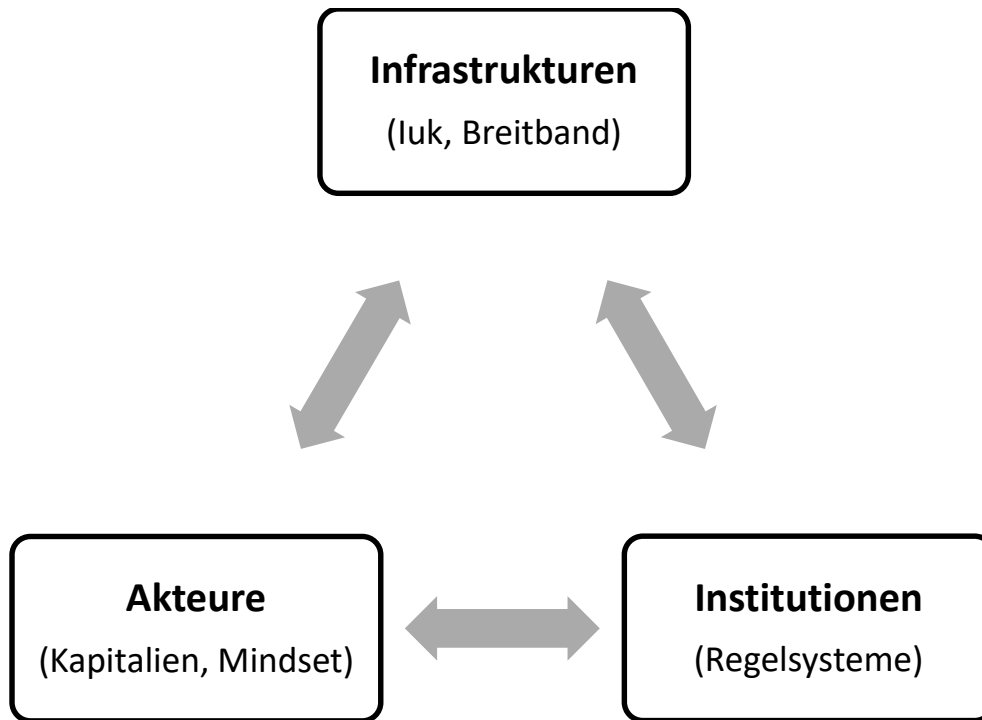 Infrastrukturen
(Iuk, Breitband)
Akteure
(Kapitalien, Mindset)
Institutionen
(Regelsysteme)